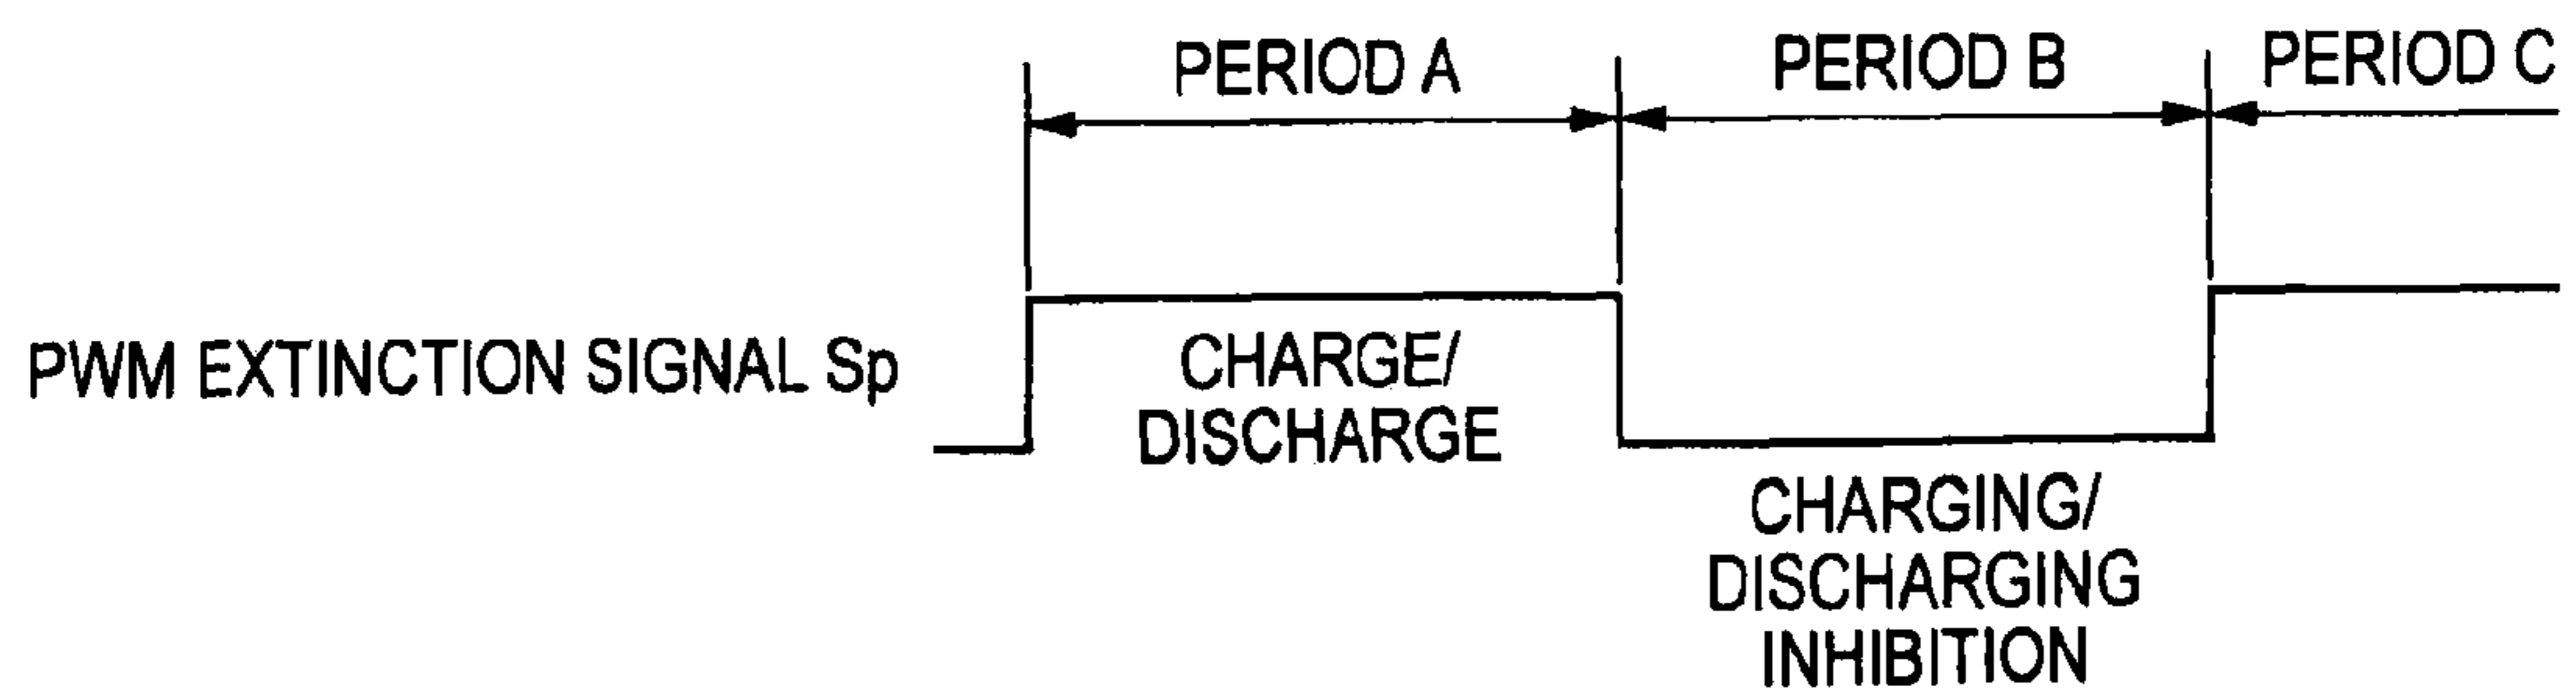 PERIOD A
PERIOD B
PERIOD C
PWM EXTINCTION SIGNAL Sp
CHARGE/
DISCHARGE
CHARGING/
DISCHARGING
INHIBITION